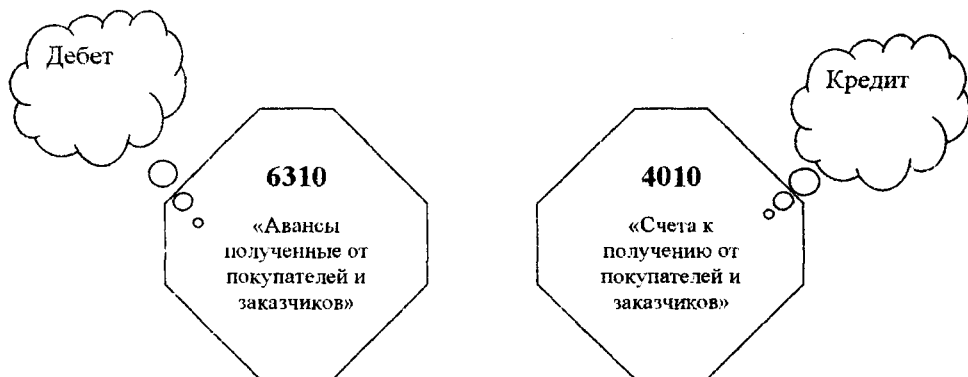 Дебет
Кредит
6310
«Авансы
полученные от
покупателей и
заказчиков»
4010
«Счета к
получению от
покупателей и
заказчиков»